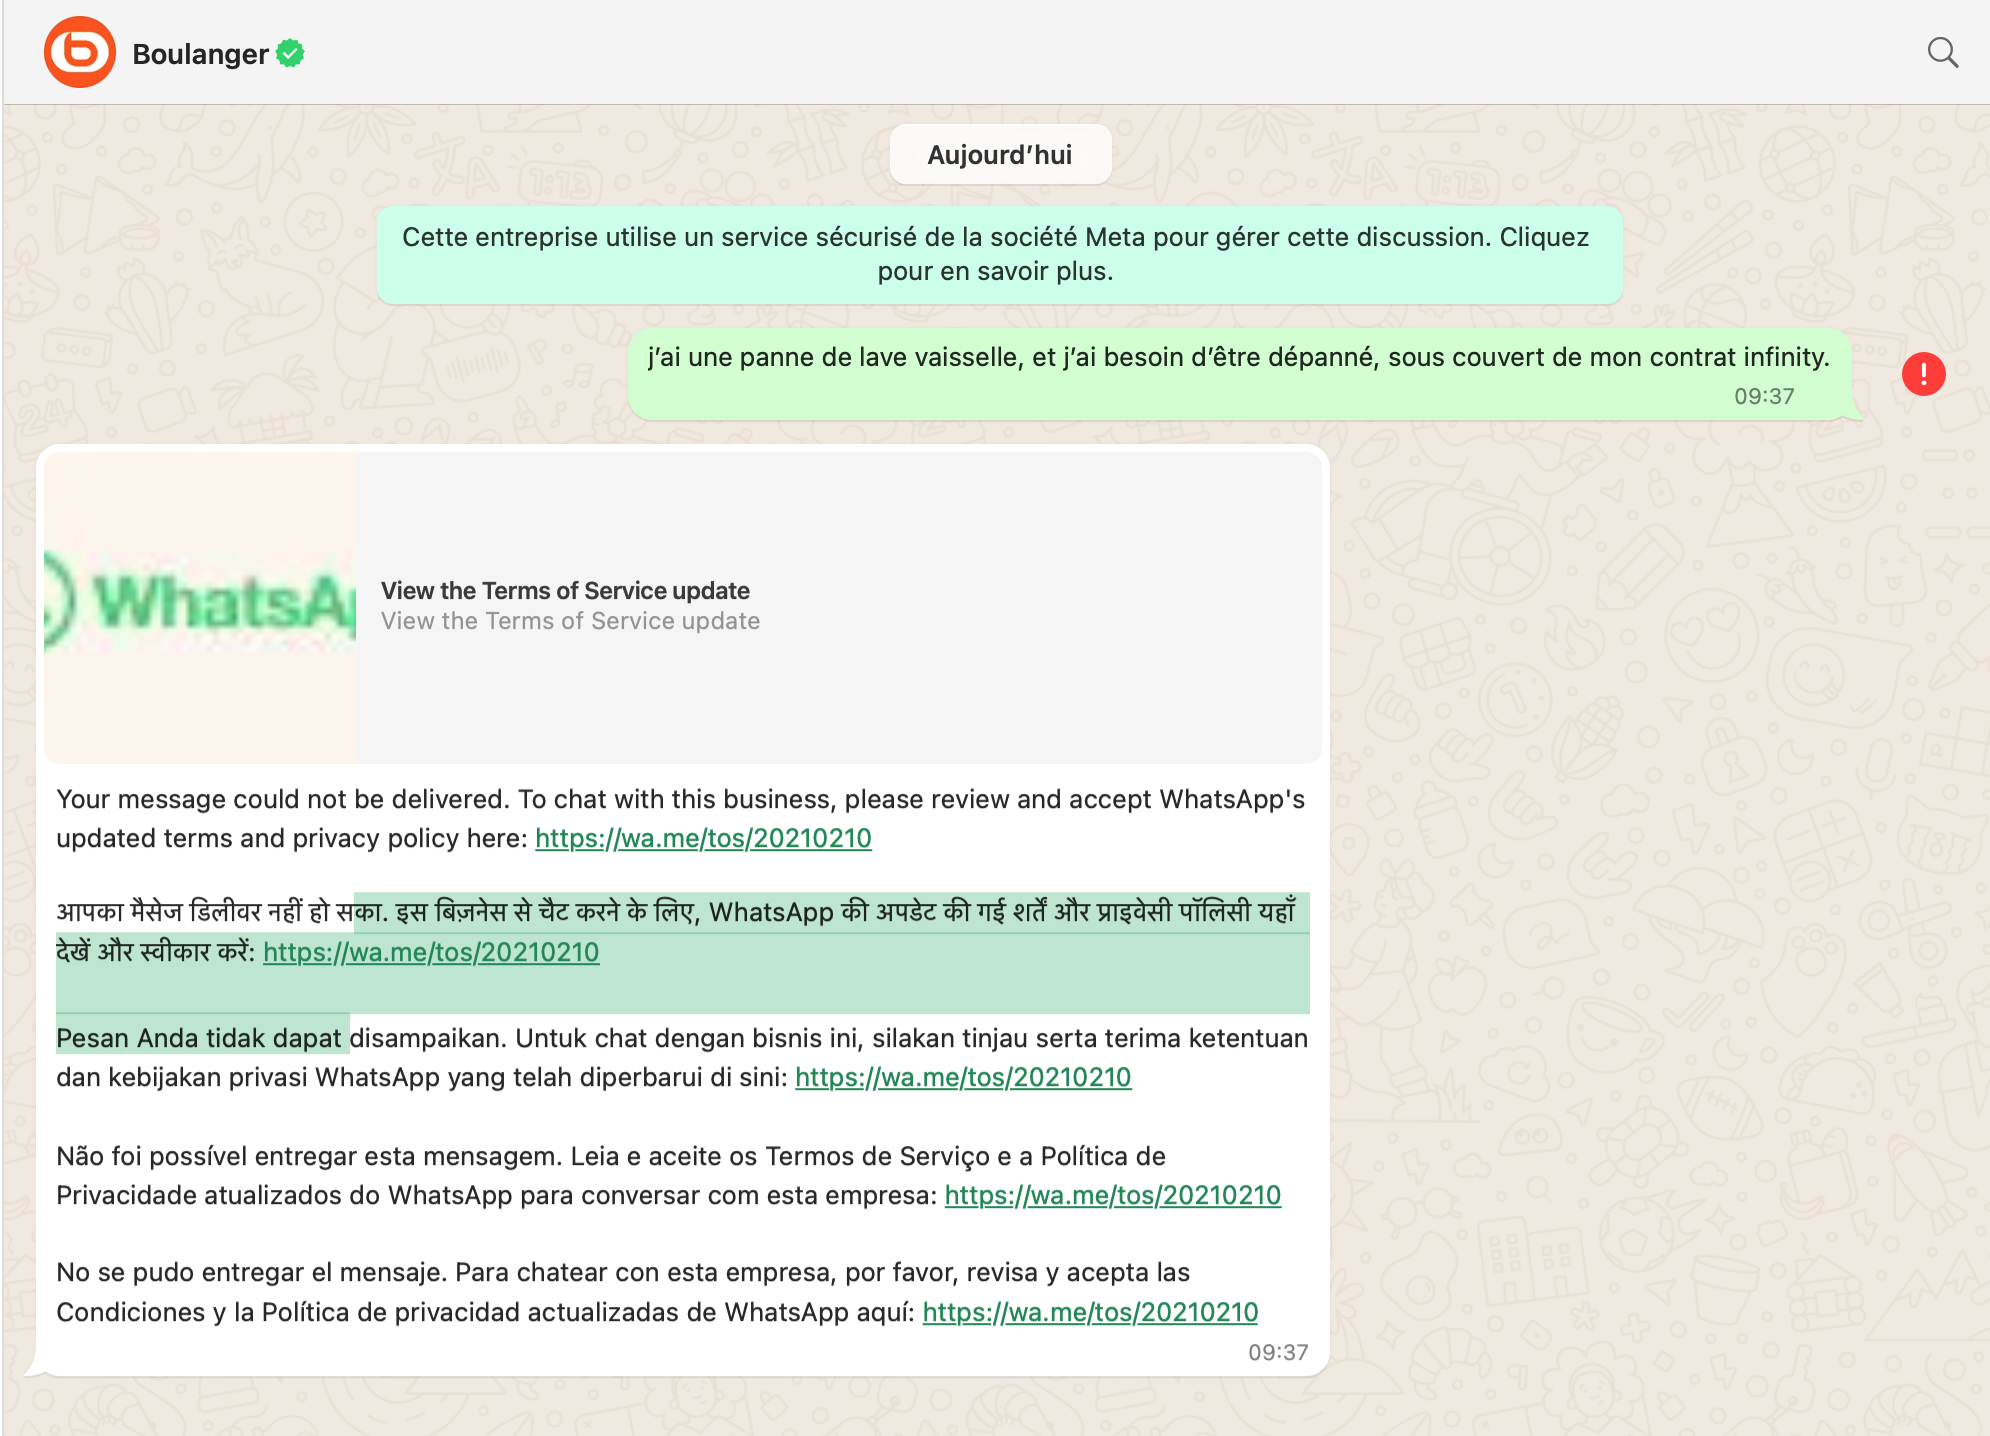 Boulanger
Aujourd’hui
Cette entreprise utilise un service sécurisé de la société Meta pour gérer cette discussion. Cliquez
pour en savoir plus.
j’ai une panne de lave vaisselle, et j’ai besoin d’être dépanné, sous couvert de mon contrat infinity.
09:37
WhatsAp
View the Terms of Service update
View the Terms of Service update
Your message could not be delivered. To chat with this business, please review and accept WhatsApp's
updated terms and privacy policy here: https://wa.me/tos/20210210
आपका मैसेज डिलीवर नहीं हो सका. इस बिज़नेस से चैट करने के लिए, WhatsApp की अपडेट की गई शर्तें और प्राइवेसी पॉलिसी यहाँ
देखें और स्वीकार करें: https://wa.me/tos/20210210
Pesan Anda tidak dapat disampaikan. Untuk chat dengan bisnis ini, silakan tinjau serta terima ketentuan
dan kebijakan privasi WhatsApp yang telah diperbarui di sini: https://wa.me/tos/20210210
Não foi possível entregar esta mensagem. Leia e aceite os Termos de Serviço e a Política de
Privacidade atualizados do WhatsApp para conversar com esta empresa: https://wa.me/tos/20210210
No se pudo entregar el mensaje. Para chatear con esta empresa, por favor, revisa y acepta las
Condiciones y la Política de privacidad actualizadas de WhatsApp aquí: https://wa.me/tos/20210210
09:37